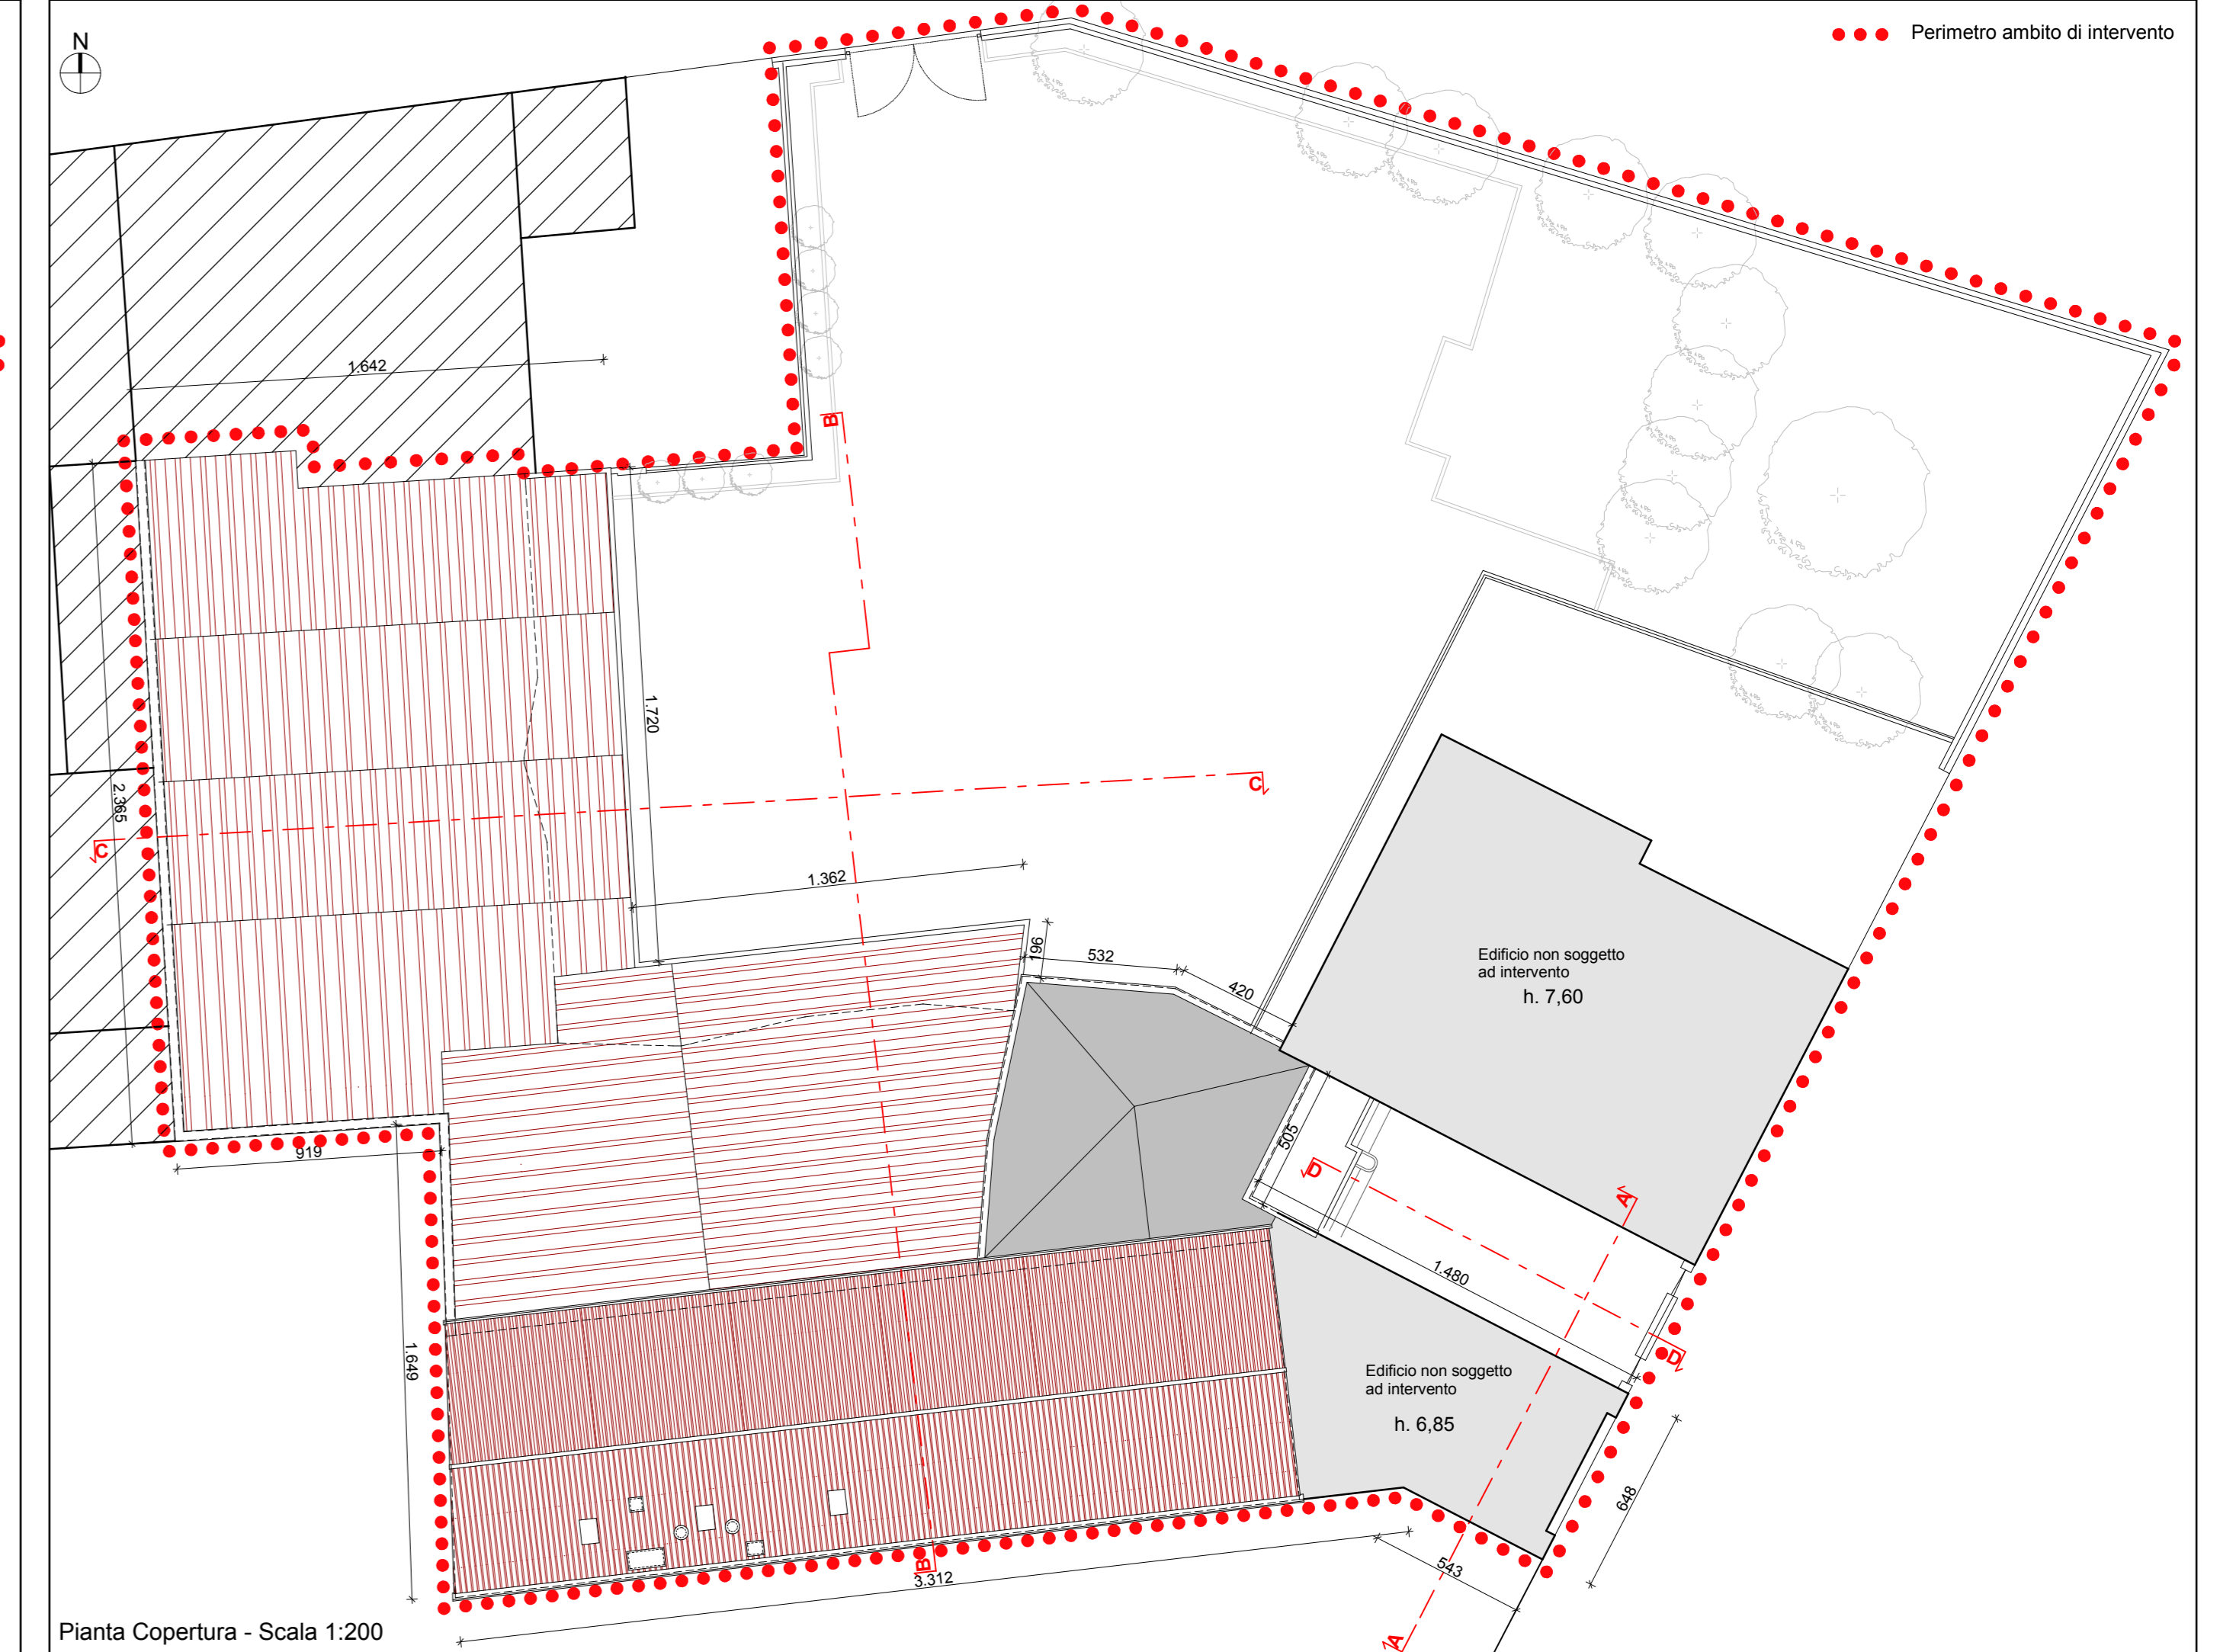 N
Perimetro ambito di intervento
1.642
B
1.720
2.365
C
C
1.362
196
532
420
Edificio non soggetto
ad intervento
h. 7,60
505
D
A
919
1.480
D
1.649
Edificio non soggetto
ad intervento
h. 6,85
648
B
543
3.312
A
Pianta Copertura - Scala 1:200